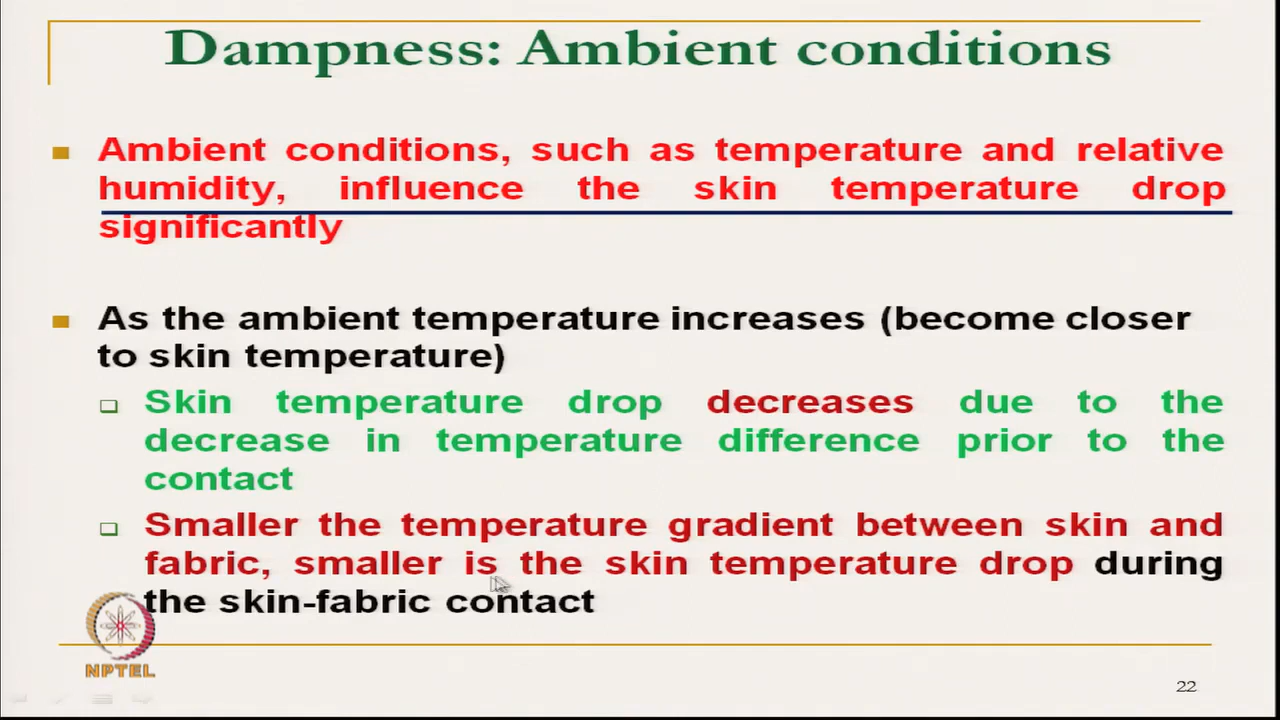 Dampness: Ambient conditions
Ambient conditions, such as temperature and relative
humidity, influence the skin temperature drop
significantly
As the ambient temperature increases (become closer
to skin temperature)
Skin temperature drop decreases due to the
decrease in temperature difference prior to the
contact
Smaller the temperature gradient between skin and
fabric, smaller is the skin temperature drop during
the skin-fabric contact
NPTEL
22